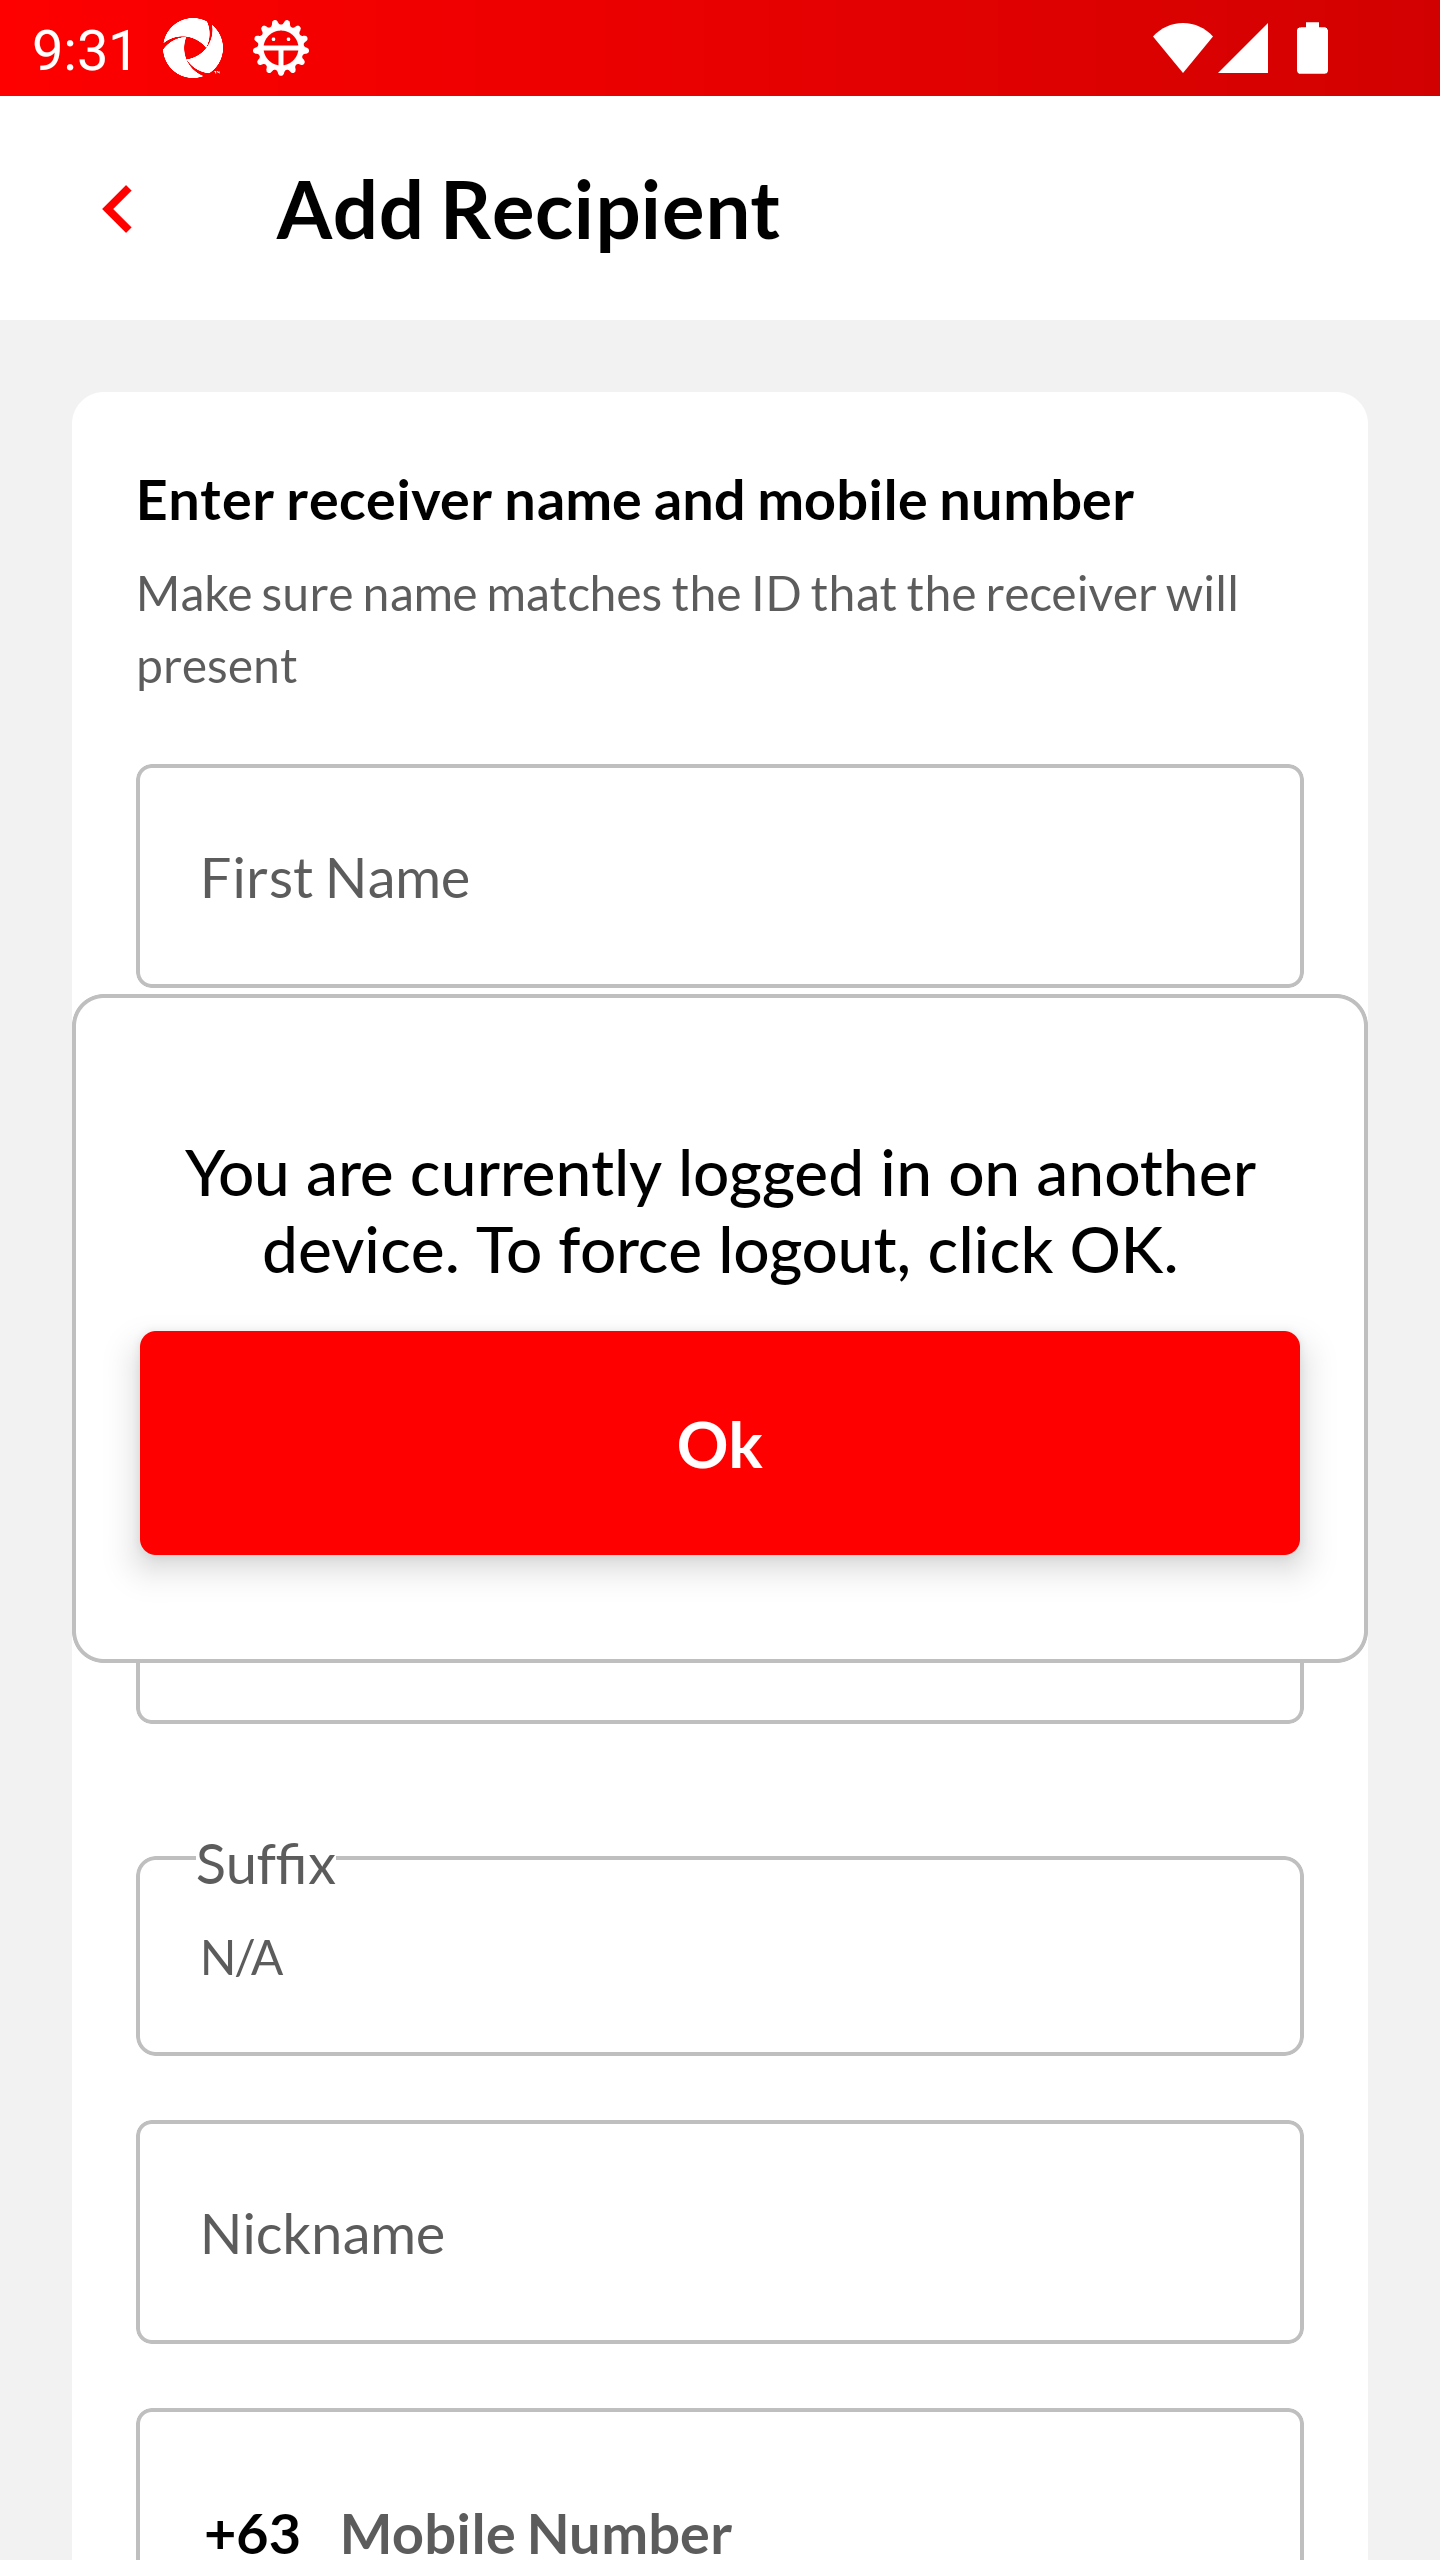 9:31
Add Recipient
Enter receiver name and mobile number
Make sure name matches the ID that the receiver will
present
First Name
You are currently logged in on another
device. To force logout, click OK.
Ok
Suffix
N/A
Nickname
+63 Mobile Number